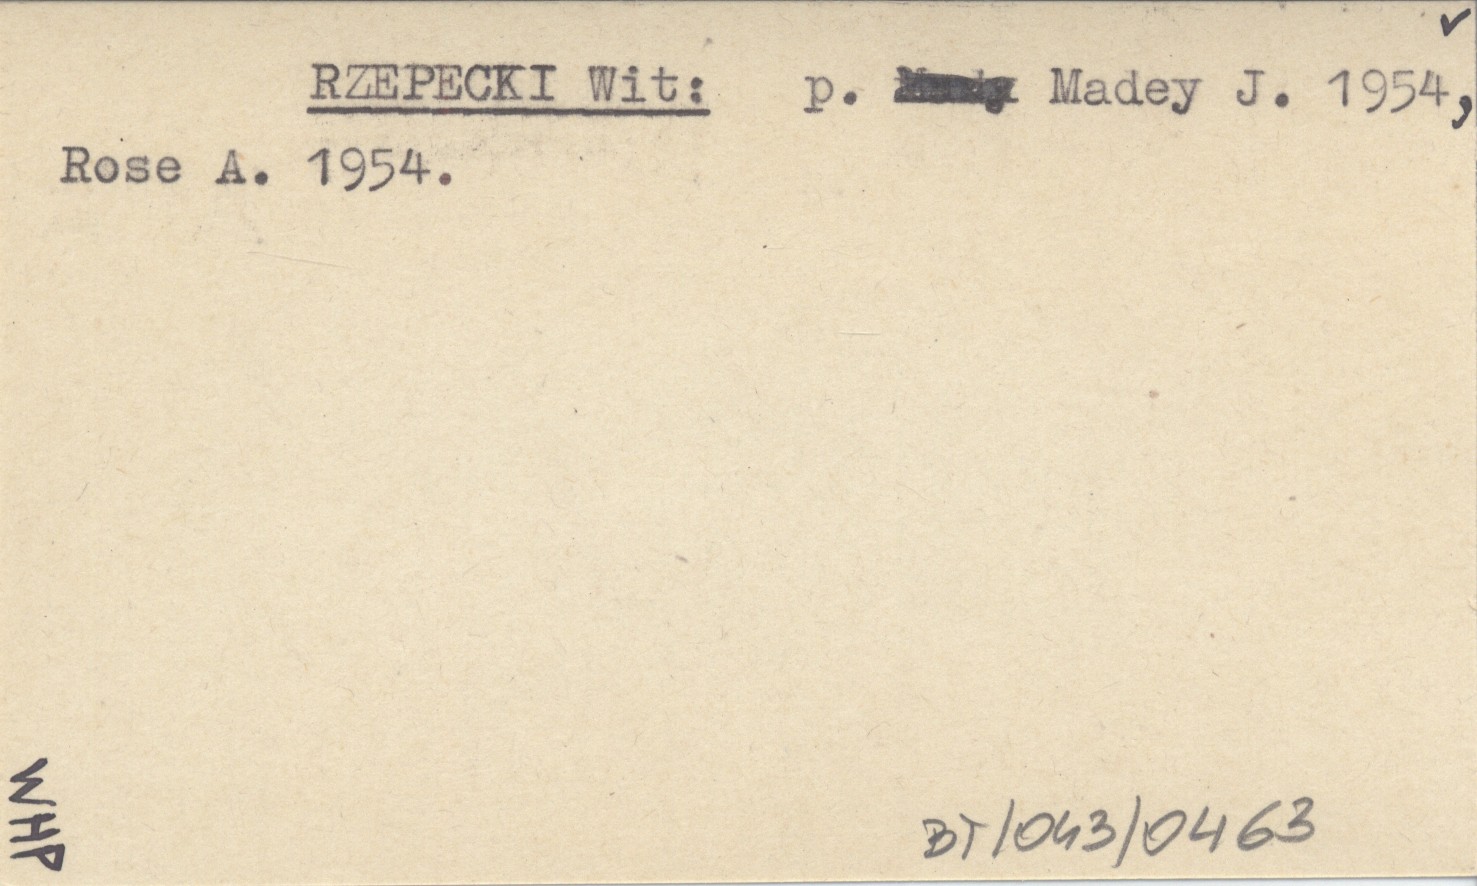 RZEPECKI Wit: p. Madey J. 1954,
Rose A. 1954.
WHP
BT/043/0463